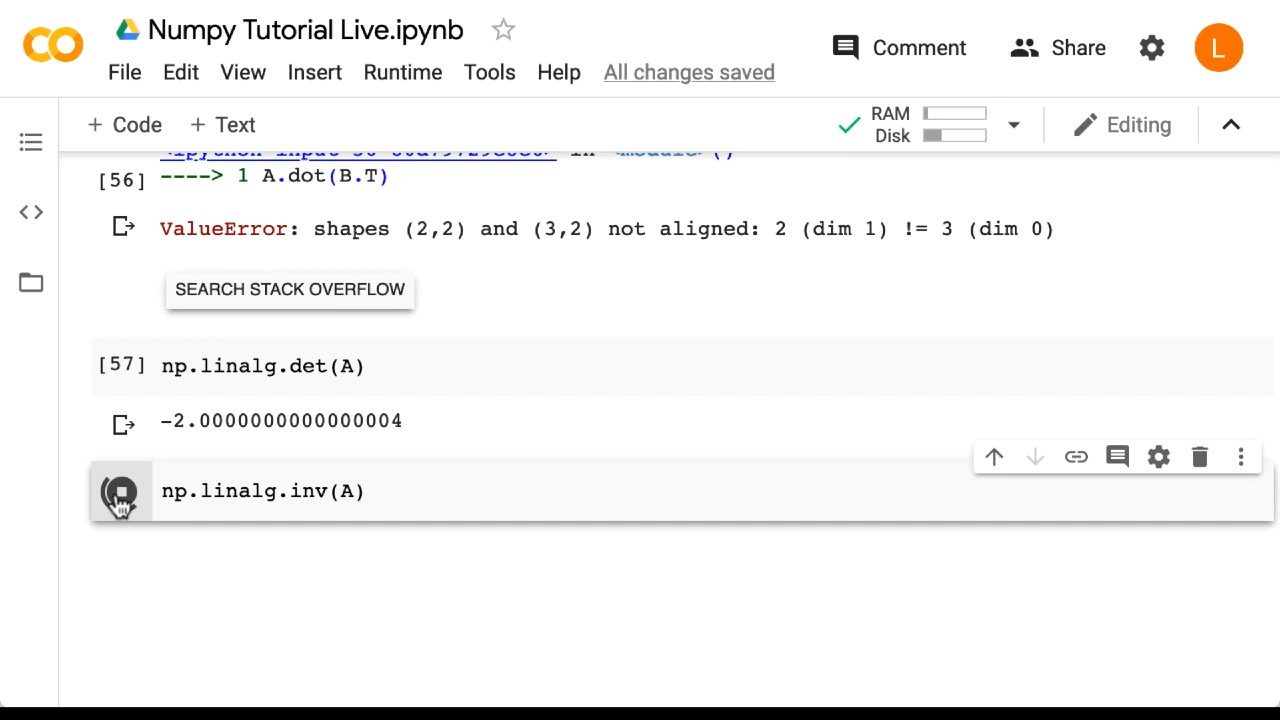 Numpy Tutorial Live.ipynb
File Edit View Insert Runtime Tools Help All changes saved
Comment Share L
+ Code + Text
RAM
Disk
Editing
in <module>()
[56] ----> 1 A.dot(B.T)
ValueError: shapes (2,2) and (3,2) not aligned: 2 (dim 1) != 3 (dim 0)
SEARCH STACK OVERFLOW
[57] np.linalg.det(A)
-2.0000000000000004
np.linalg.inv(A)